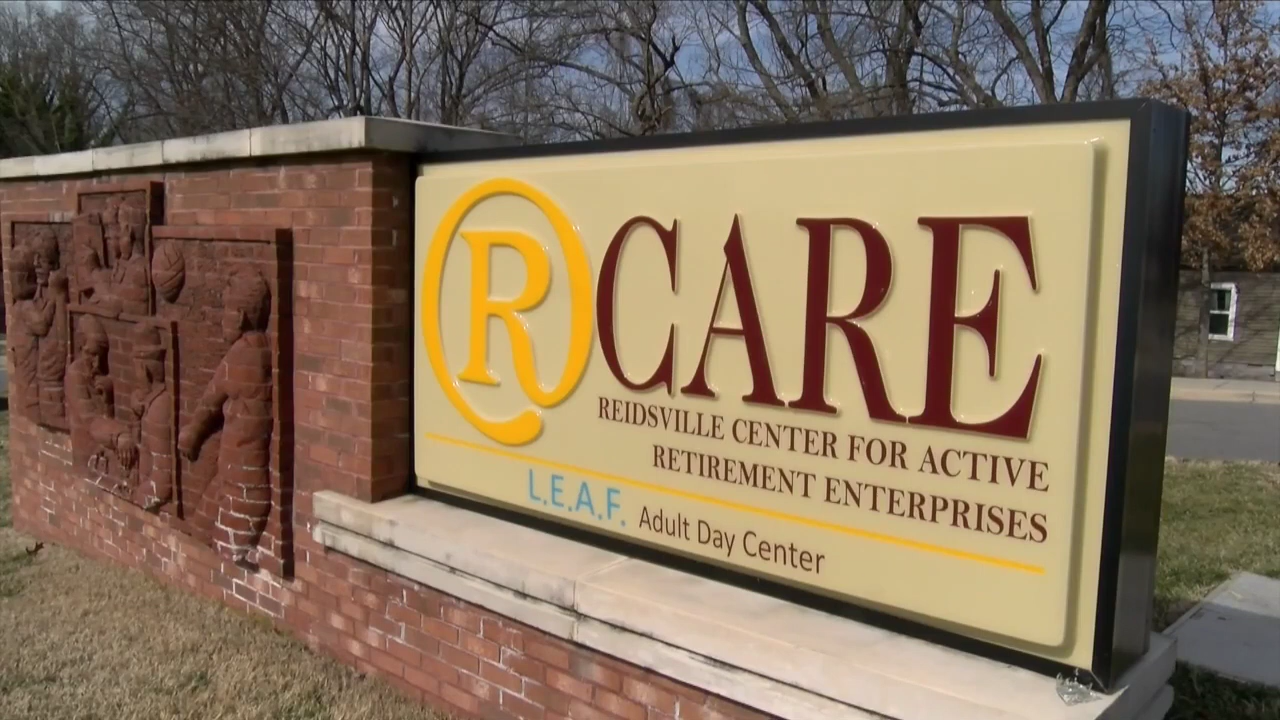 RCARE
REIDSVILLE CENTER FOR ACTIVE
RETIREMENT ENTERPRISES
L.E.A.F. Adult Day Center